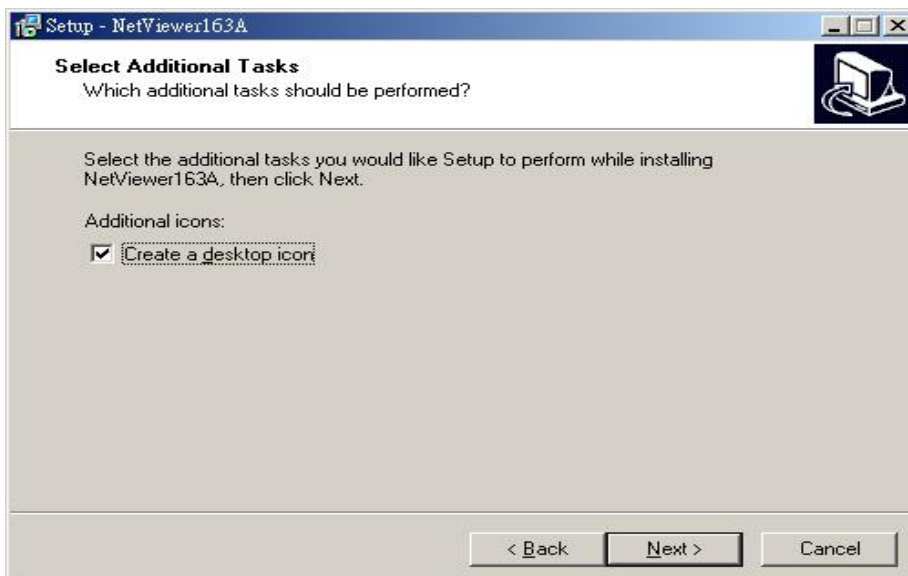 Setup - NetViewer163A
Select Additional Tasks
Which additional tasks should be performed?
Select the additional tasks you would like Setup to perform while installing
NetViewer163A, then click Next.
Additional icons:
Create a desktop icon
< Back
Next >
Cancel